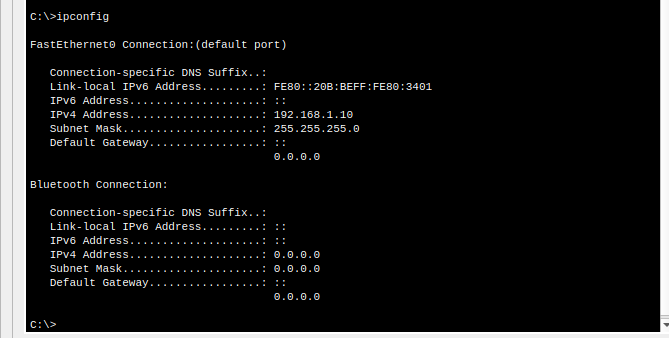 C:\>ipconfig
FastEthernet0 Connection:(default port)
Connection-specific DNS Suffix..:
Link-local IPv6 Address.........: FE80::20B:BEFF:FE80:3401
IPv6 Address....................: ::
IPv4 Address....................: 192.168.1.10
Subnet Mask.....................: 255.255.255.0
Default Gateway.................: ::
0.0.0.0
Bluetooth Connection:
Connection-specific DNS Suffix..:
Link-local IPv6 Address.........: ::
IPv6 Address....................: ::
IPv4 Address....................: 0.0.0.0
Subnet Mask.....................: 0.0.0.0
Default Gateway.................: ::
0.0.0.0
C:\>